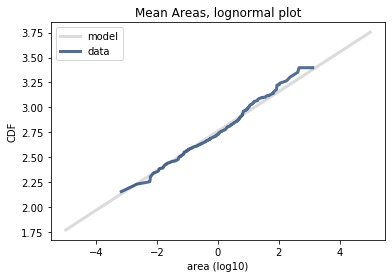 Mean Areas, lognormal plot
model
data
3.75
3.50
3.25
3.00
2.75
2.50
2.25
2.00
1.75
CDF
−4
−2
0
2
4
area (log10)